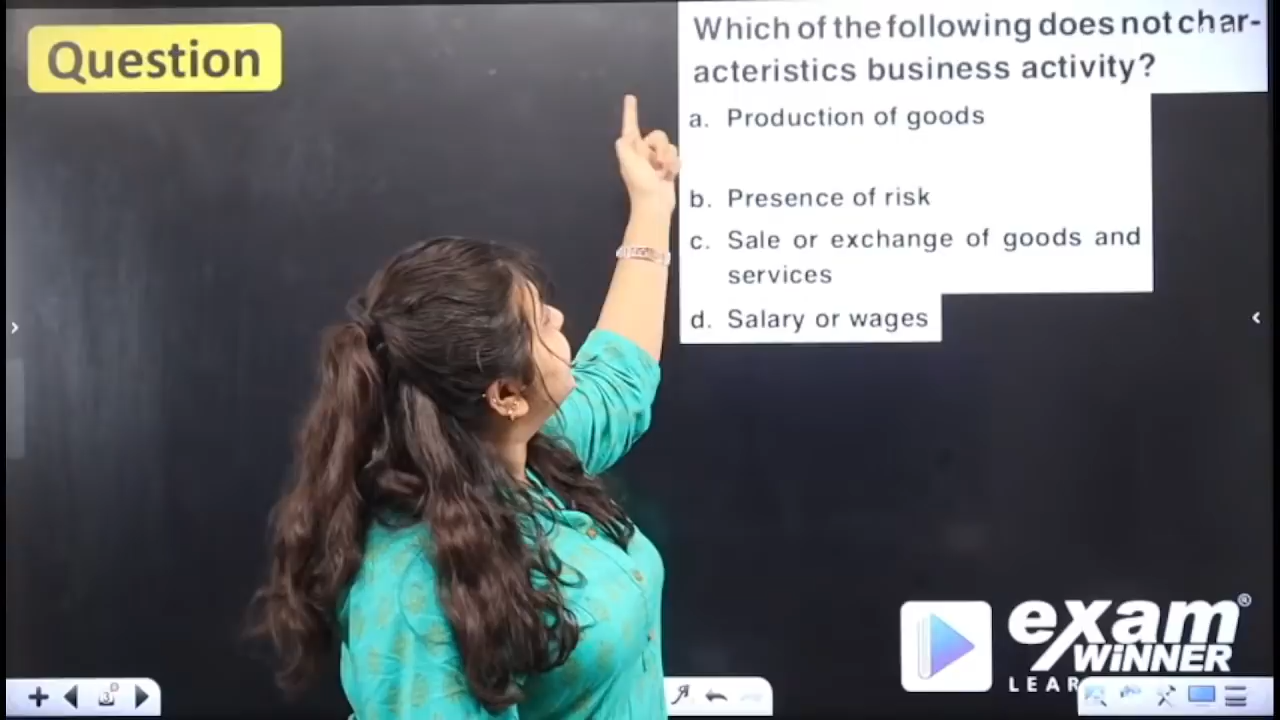 Question
Which of the following does not char-
acteristics business activity?
a. Production of goods
b. Presence of risk
c. Sale or exchange of goods and
services
d. Salary or wages
exam®
WiNNER